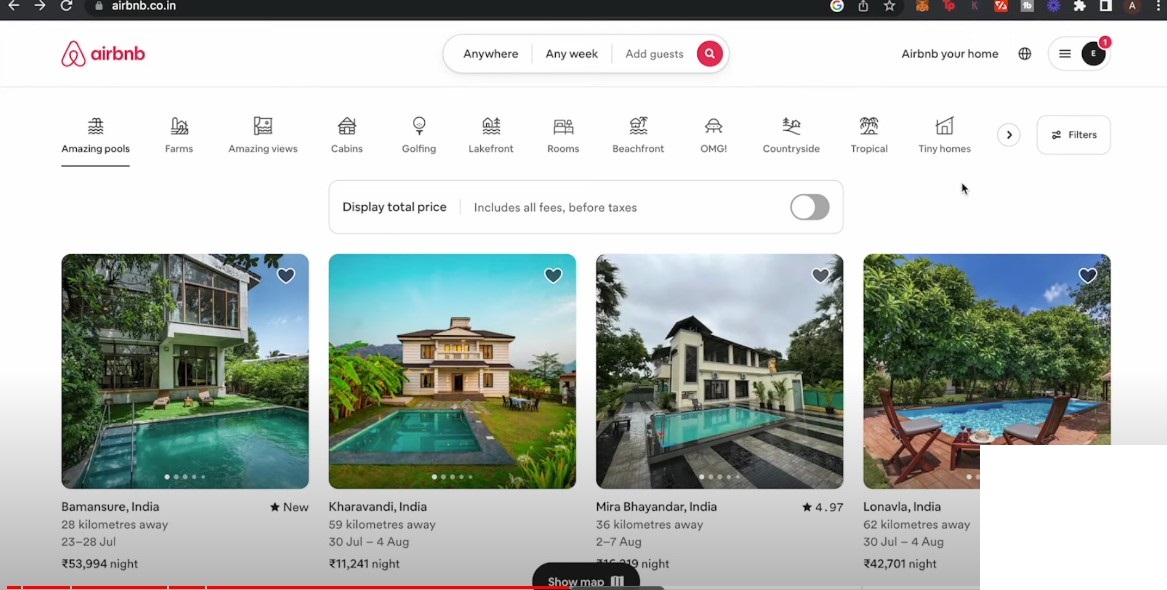 airbnb.co.in
A
airbnb
Anywhere Any week Add guests
Airbnb your home
E
1
Amazing pools Farms Amazing views Cabins Golfing Lakefront Rooms Beachfront OMG! Countryside Tropical Tiny homes
Filters
Display total price Includes all fees, before taxes
Bamansure, India New
28 kilometres away
23–28 Jul
₹53,994 night
Kharavandi, India
59 kilometres away
30 Jul – 4 Aug
₹11,241 night
Mira Bhayandar, India 4.97
36 kilometres away
2–7 Aug
night
Lonavla, India
62 kilometres away
30 Jul – 4 Aug
₹42,701 night
Show map